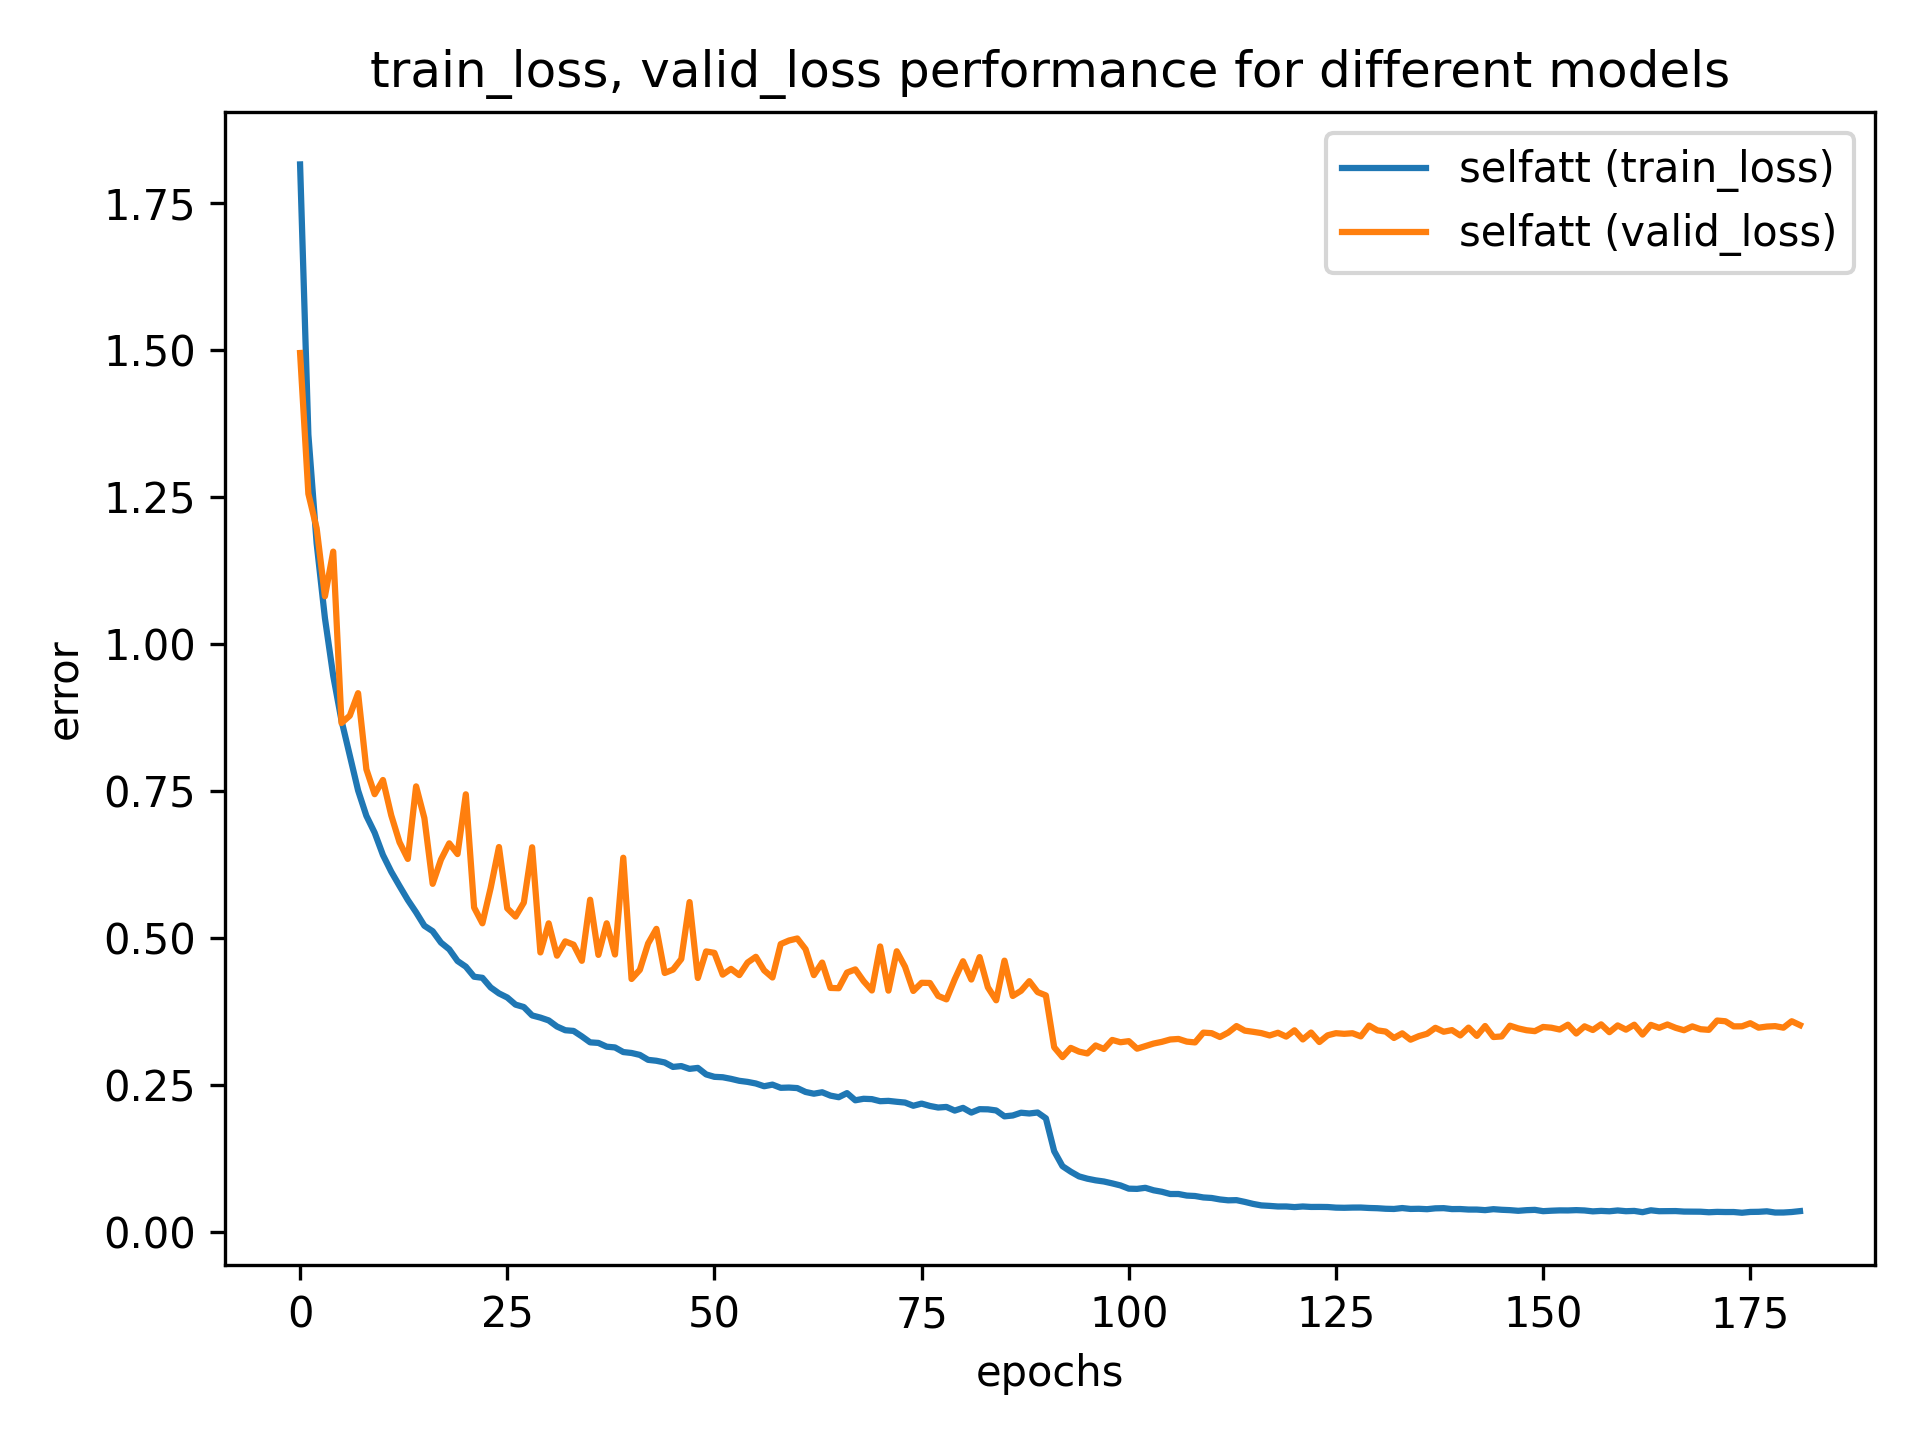 train_loss, valid_loss performance for different models
selfatt (train_loss)
selfatt (valid_loss)
1.75
1.50
1.25
1.00
0.75
0.50
0.25
0.00
error
0 25 50 75 100 125 150 175
epochs